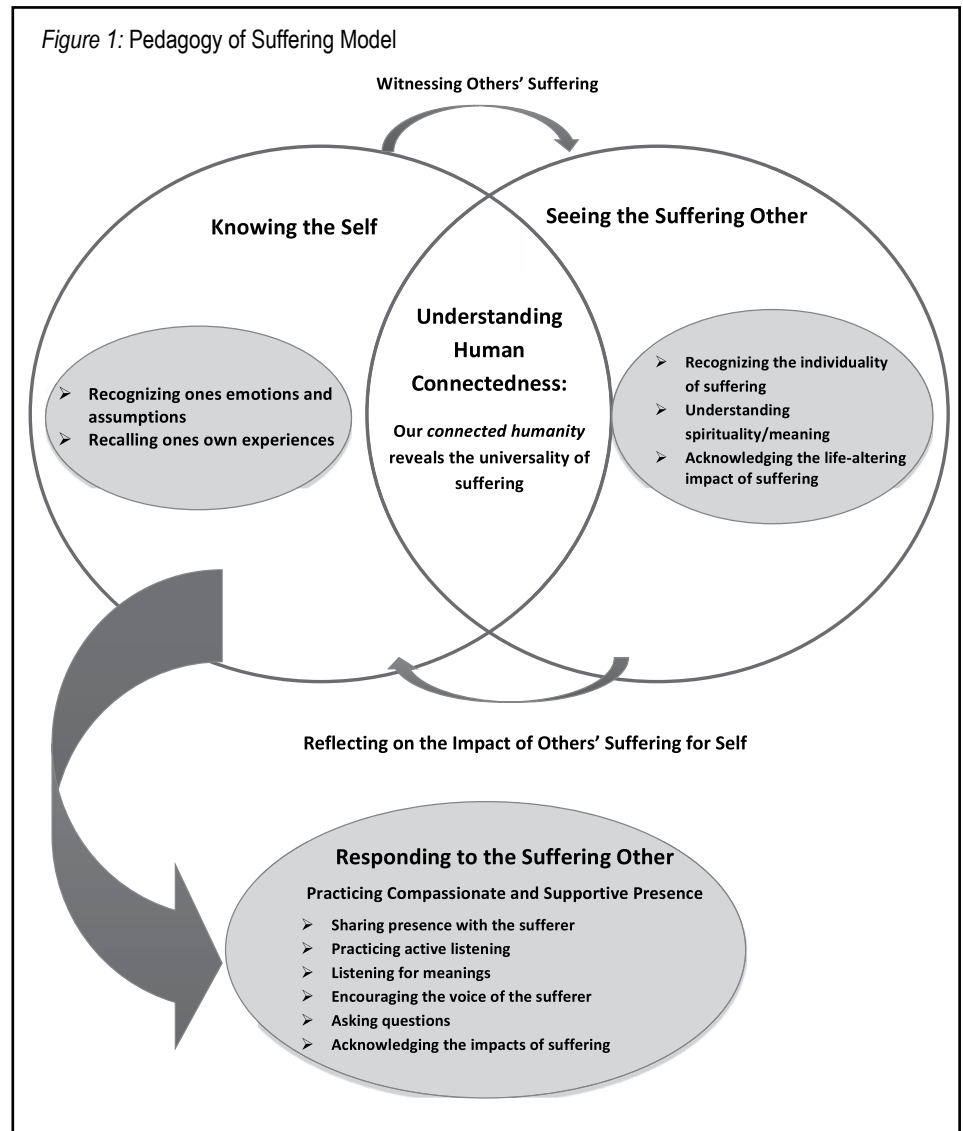 Figure 1: Pedagogy of Suffering Model
Witnessing Others’ Suffering
Knowing the Self
Seeing the Suffering Other
Understanding
Human
Connectedness:
Our connected humanity
reveals the universality of
suffering
➢ Recognizing ones emotions and
assumptions
➢ Recalling ones own experiences
➢ Recognizing the individuality
of suffering
➢ Understanding
spirituality/meaning
➢ Acknowledging the life-altering
impact of suffering
Reflecting on the Impact of Others’ Suffering for Self
Responding to the Suffering Other
Practicing Compassionate and Supportive Presence
➢ Sharing presence with the sufferer
➢ Practicing active listening
➢ Listening for meanings
➢ Encouraging the voice of the sufferer
➢ Asking questions
➢ Acknowledging the impacts of suffering